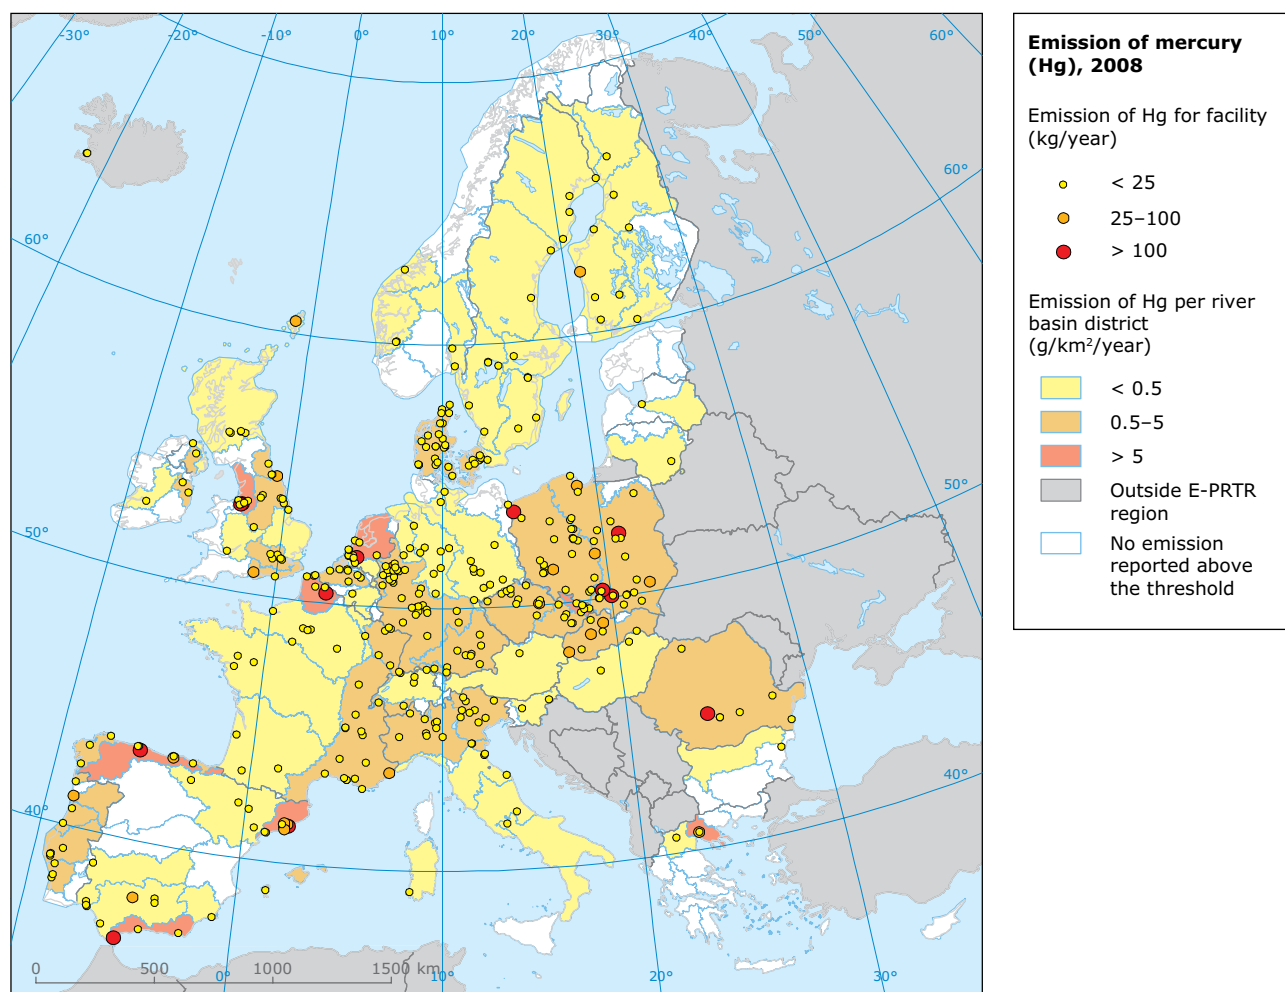 -30°
-20°
-10°
0°
10°
20°
30°
40°
50°
60°
60°
60°
50°
50°
40°
40°
0 500 1000 1500 km
0°
10°
20°
30°
Emission of mercury
(Hg), 2008
Emission of Hg for facility
(kg/year)
< 25
25–100
> 100
Emission of Hg per river
basin district
(g/km²/year)
< 0.5
0.5–5
> 5
Outside E-PRTR
region
No emission
reported above
the threshold